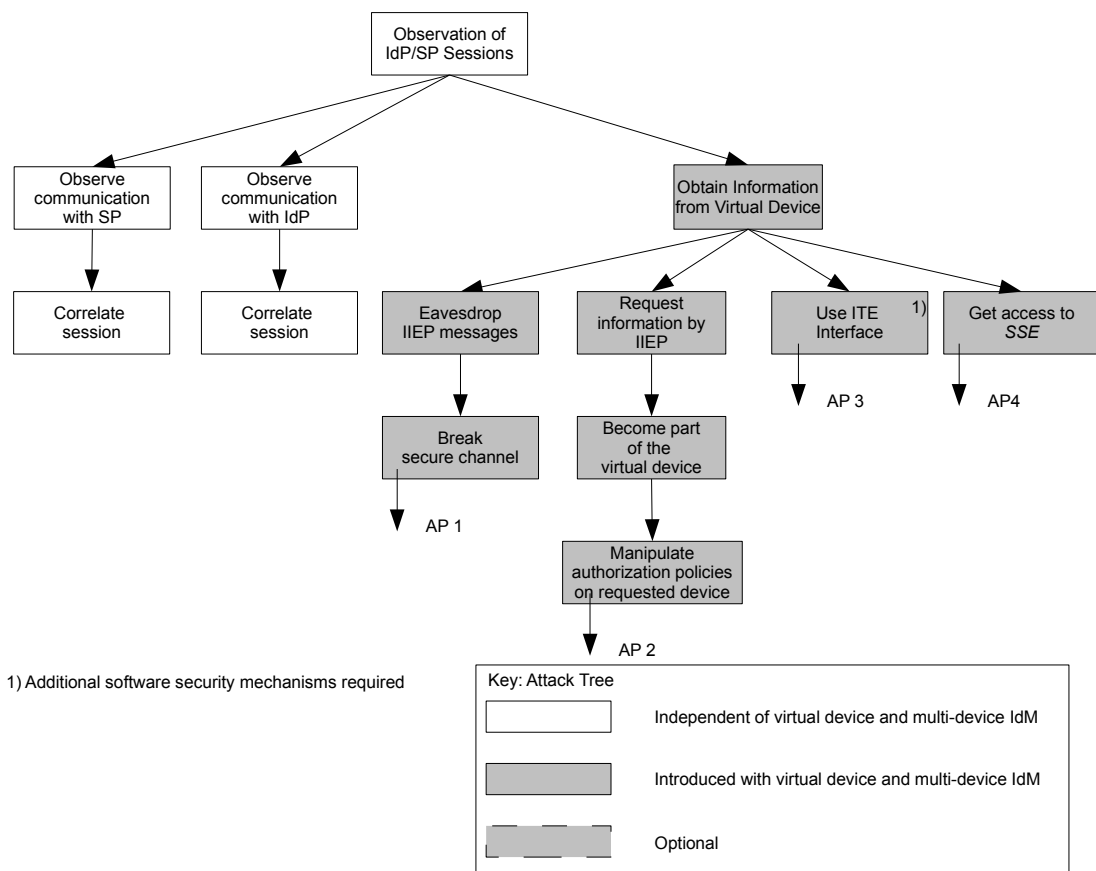 Observation of
IdP/SP Sessions
Observe
communication
with SP
Observe
communication
with IdP
Obtain Information
from Virtual Device
Correlate
session
Correlate
session
Eavesdrop
IIEP messages
Request
information by
IIEP
Use ITE
Interface
1)
Get access to
SSE
AP 3
AP4
Break
secure channel
Become part
of the
virtual device
AP 1
Manipulate
authorization policies
on requested device
AP 2
1) Additional software security mechanisms required
Key: Attack Tree
Independent of virtual device and multi-device IdM
Introduced with virtual device and multi-device IdM
Optional